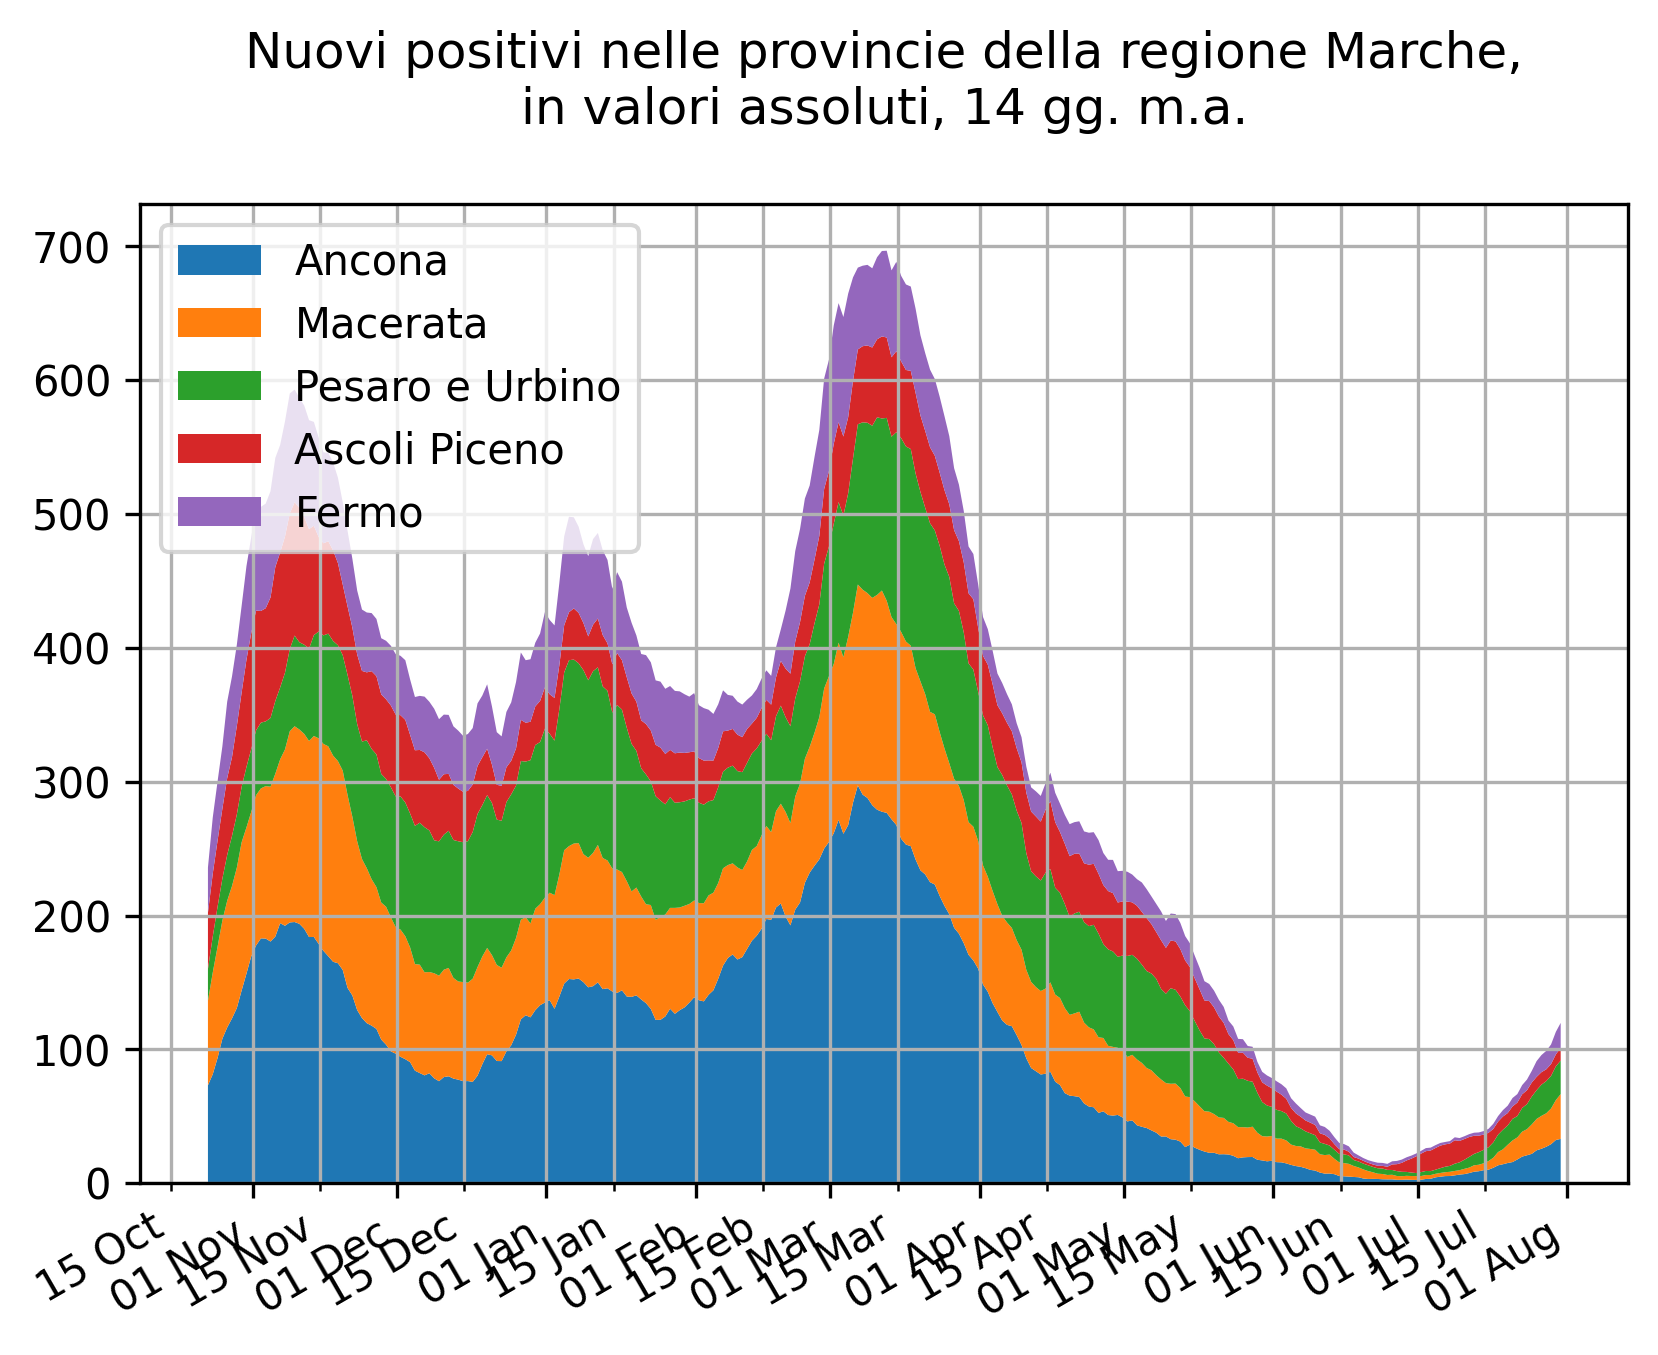 Nuovi positivi nelle provincie della regione Marche,
in valori assoluti, 14 gg. m.a.
700
600
500
400
300
200
100
0
Ancona
Macerata
Pesaro e Urbino
Ascoli Piceno
Fermo
15 Oct
01 Nov
15 Nov
01 Dec
15 Dec
01 Jan
15 Jan
01 Feb
15 Feb
01 Mar
15 Mar
01 Apr
15 Apr
01 May
15 May
01 Jun
15 Jun
01 Jul
15 Jul
01 Aug